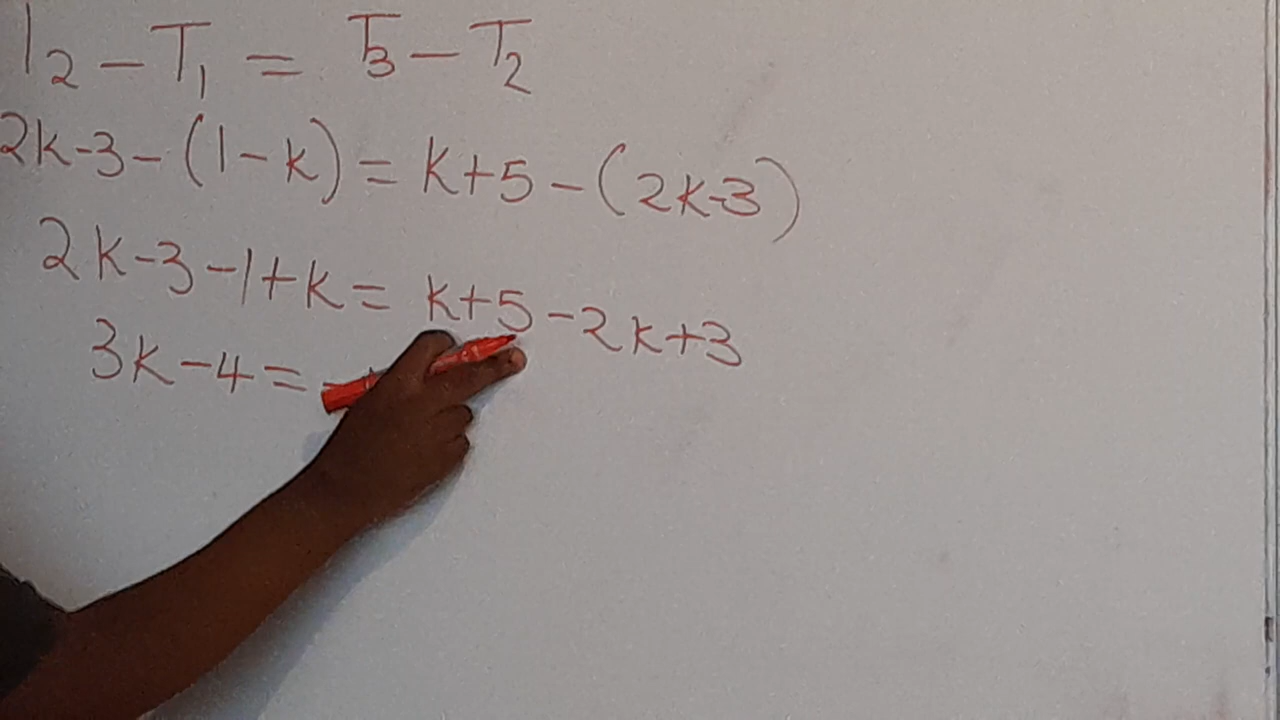 T2 - T1 = T3 - T2
2k-3-(1-k) = k+5-(2k-3)
2k-3-1+k = k+5-2k+3
3k-4= -